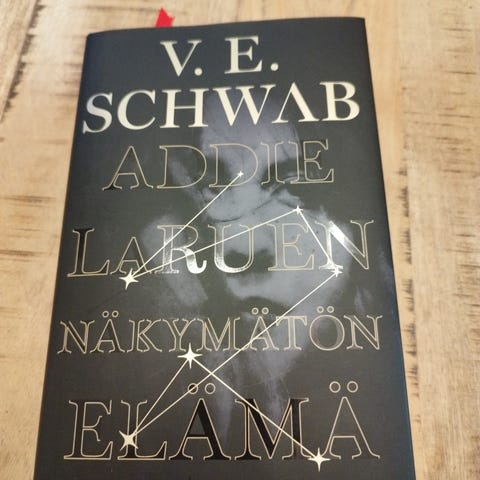 V. E.
SCHWAB
ADDIE
LARUEN
NÄKYMÄTÖN
ELÄMÄ